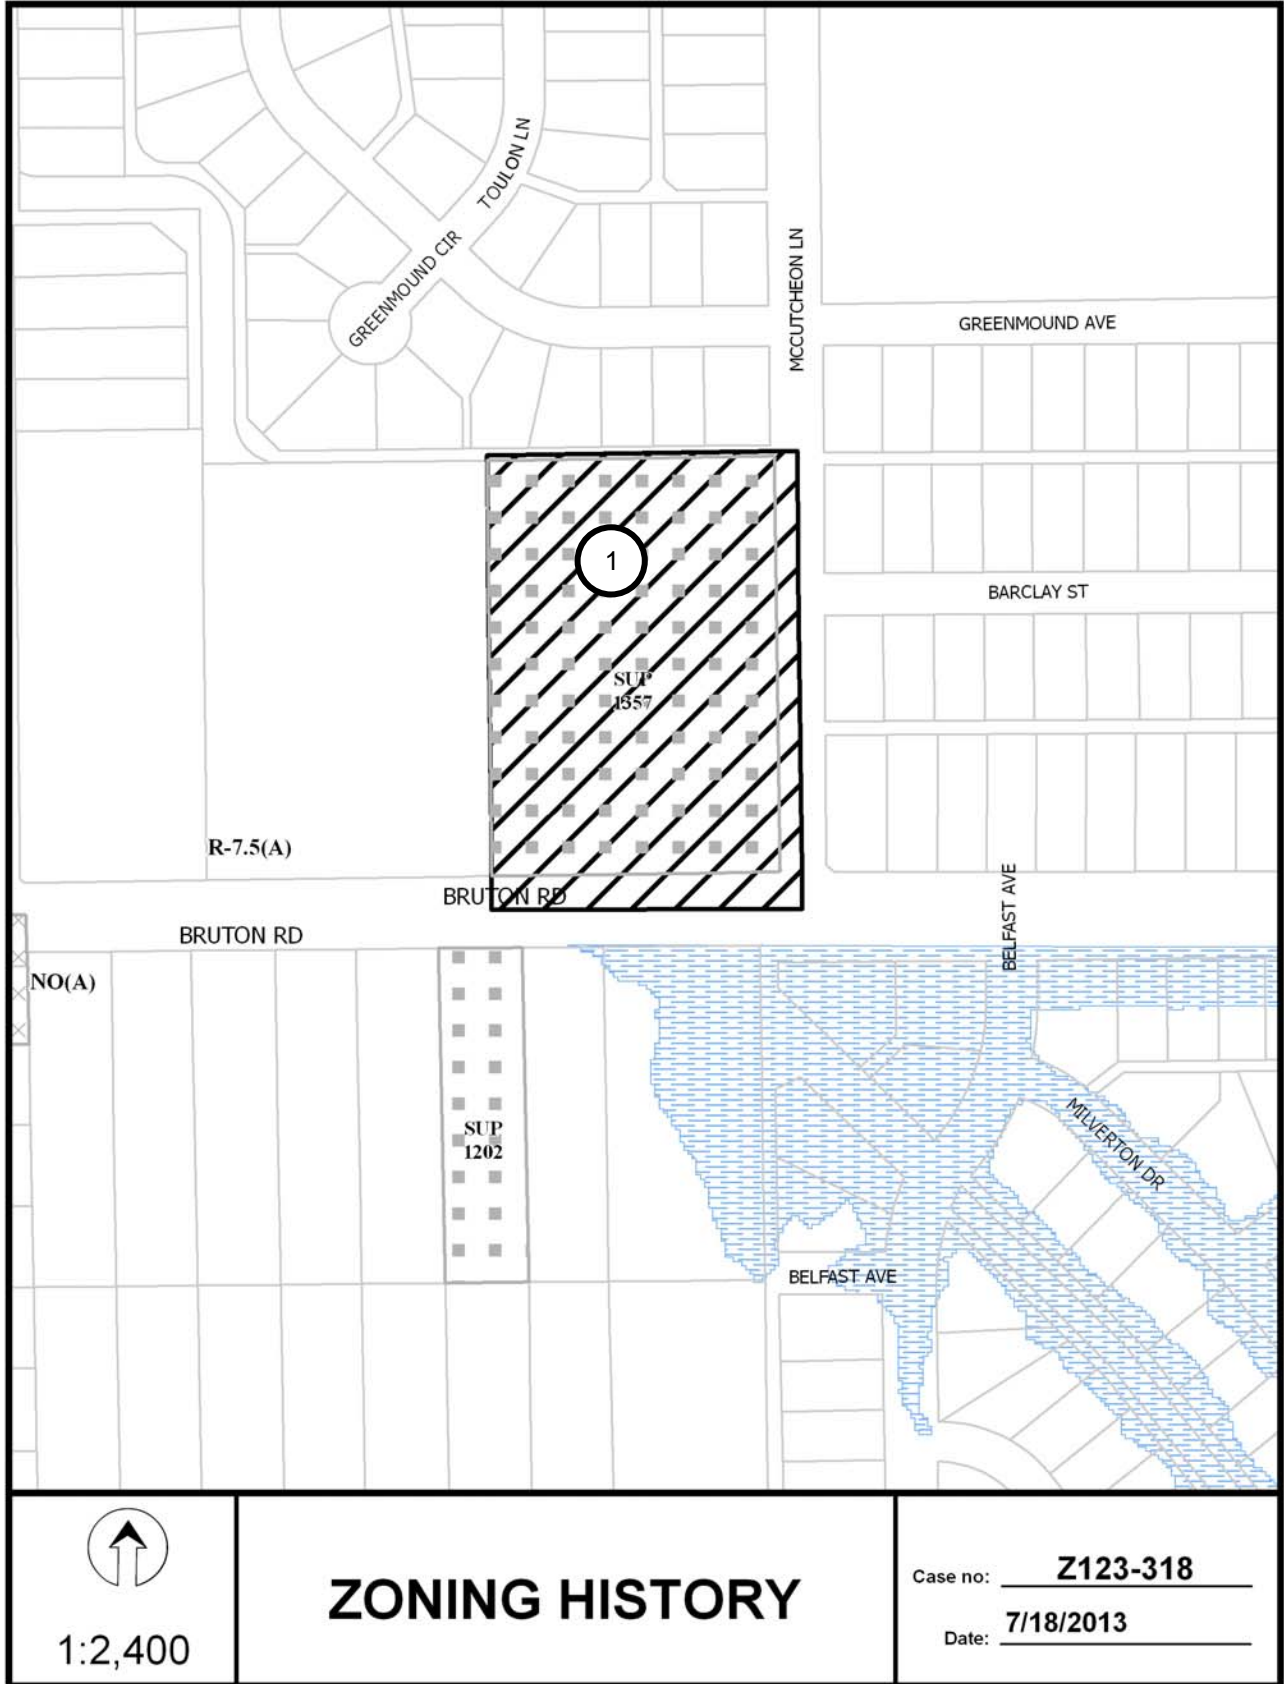 TOULON LN
GREENMOUND CIR
MCCUTCHEON LN
GREENMOUND AVE
1
BARCLAY ST
SUP
1357
R-7.5(A)
BRUTON RD
BELFAST AVE
BRUTON RD
NO(A)
MILVERTON DR
SUP
1202
BELFAST AVE
1:2,400
ZONING HISTORY
Case no: Z123-318
Date: 7/18/2013